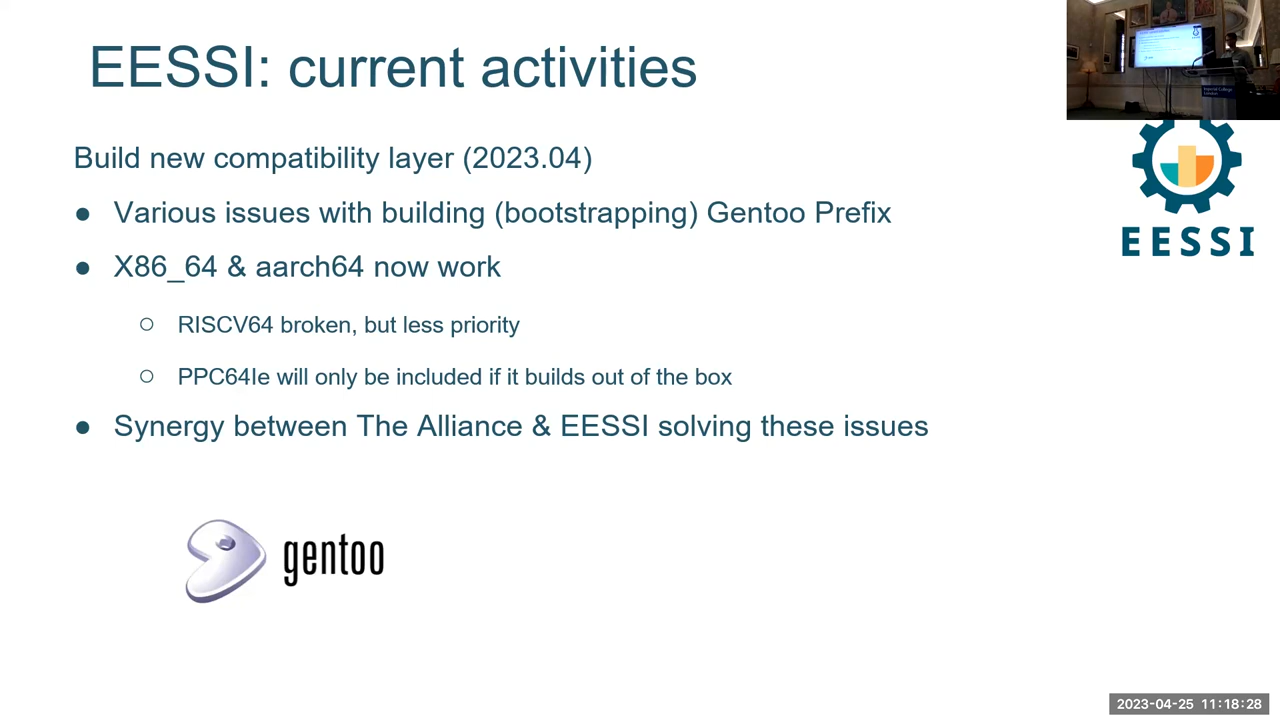 EESSI: current activities
Build new compatibility layer (2023.04)
● Various issues with building (bootstrapping) Gentoo Prefix
● X86_64 & aarch64 now work
○ RISCV64 broken, but less priority
○ PPC64Ie will only be included if it builds out of the box
● Synergy between The Alliance & EESSI solving these issues
gentoo
EESSI
2023-04-25 11:18:28